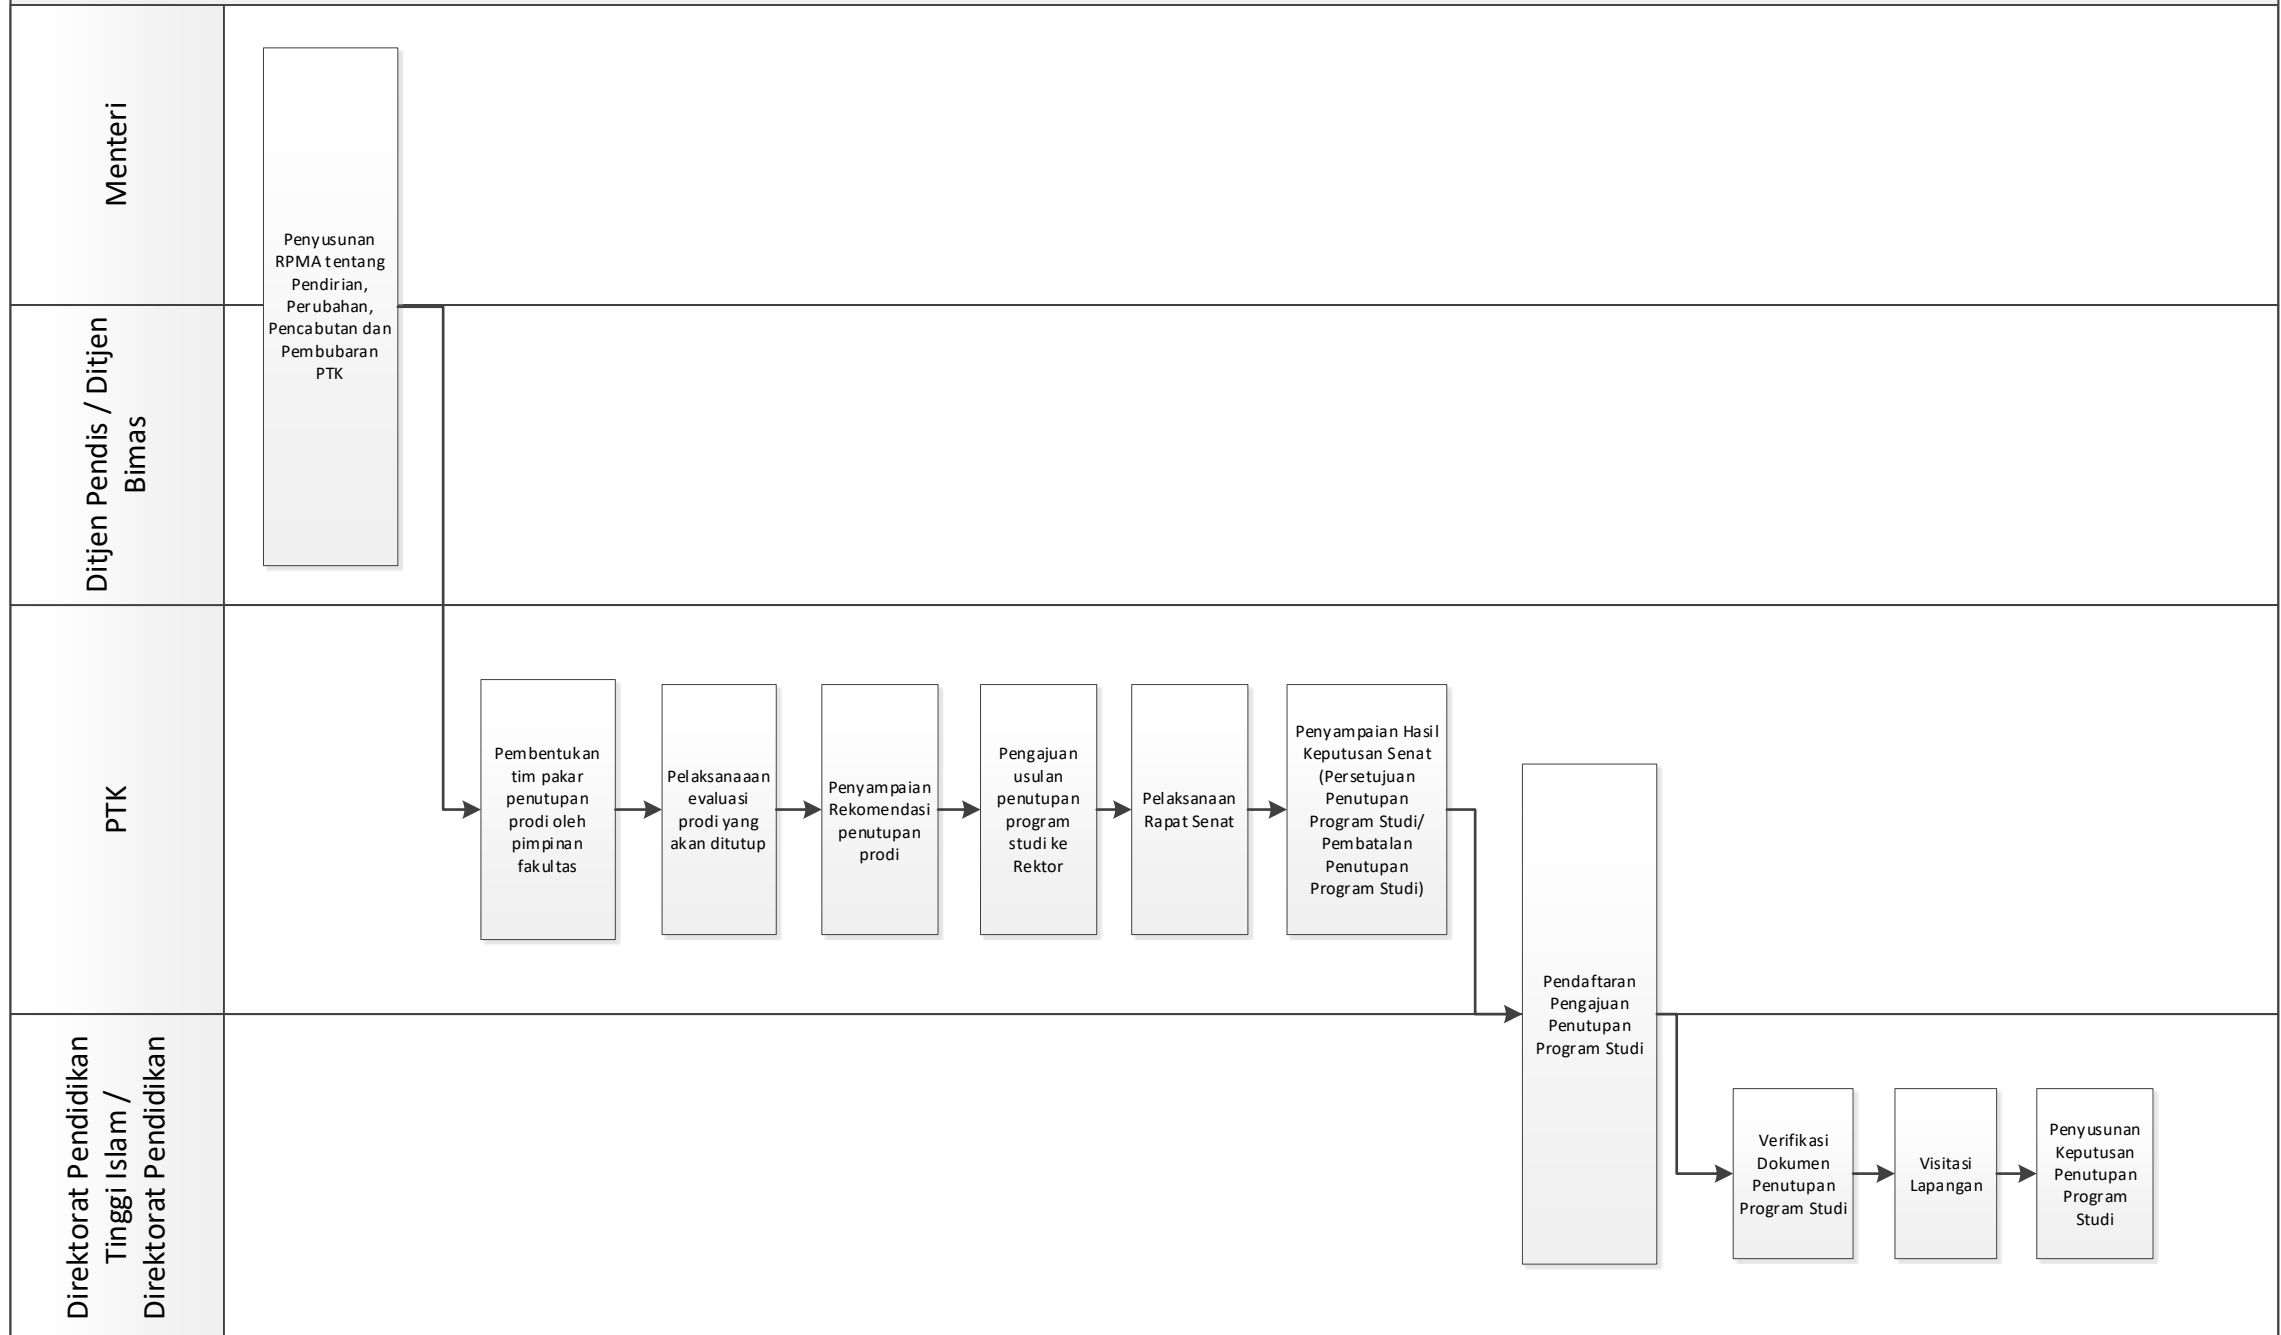 Menteri
Ditjen Pendis / Ditjen
Bimas
PTK
Direktorat Pendidikan
Tinggi Islam /
Direktorat Pendidikan
Penyusunan
RPMA tentang
Pendirian,
Perubahan,
Pencabutan dan
Pembubaran
PTK
Pembentukan
tim pakar
penutupan
prodi oleh
pimpinan
fakultas
Pelaksanaaan
evaluasi
prodi yang
akan ditutup
Penyampaian
Rekomendasi
penutupan
prodi
Pengajuan
usulan
penutupan
program
studi ke
Rektor
Pelaksanaan
Rapat Senat
Penyampaian Hasil
Keputusan Senat
(Persetujuan
Penutupan
Program Studi/
Pembatalan
Penutupan
Program Studi)
Pendaftaran
Pengajuan
Penutupan
Program Studi
Verifikasi
Dokumen
Penutupan
Program Studi
Visitasi
Lapangan
Penyusunan
Keputusan
Penutupan
Program
Studi